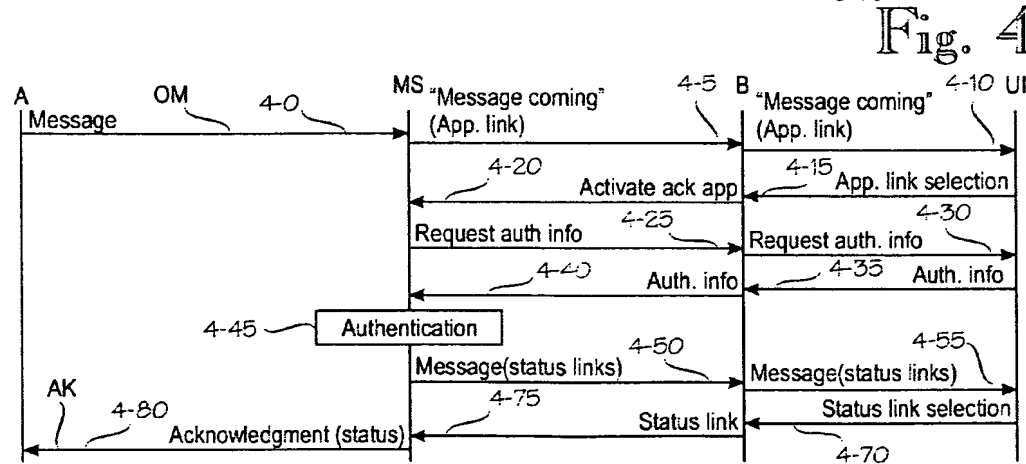 Fig. 4
A
OM
4-0
MS
"Message coming"
4-5
B
"Message coming"
4-10
Message
(App. link)
(App. link)
4-20
Activate ack app
4-15
App. link selection
Request auth info
4-25
Request auth. info
4-30
4-40
Auth. info
4-35
Auth. info
4-45
Authentication
Message(status links)
4-50
Message(status links)
4-55
AK
4-80
Acknowledgment (status)
4-75
Status link
Status link selection
4-70